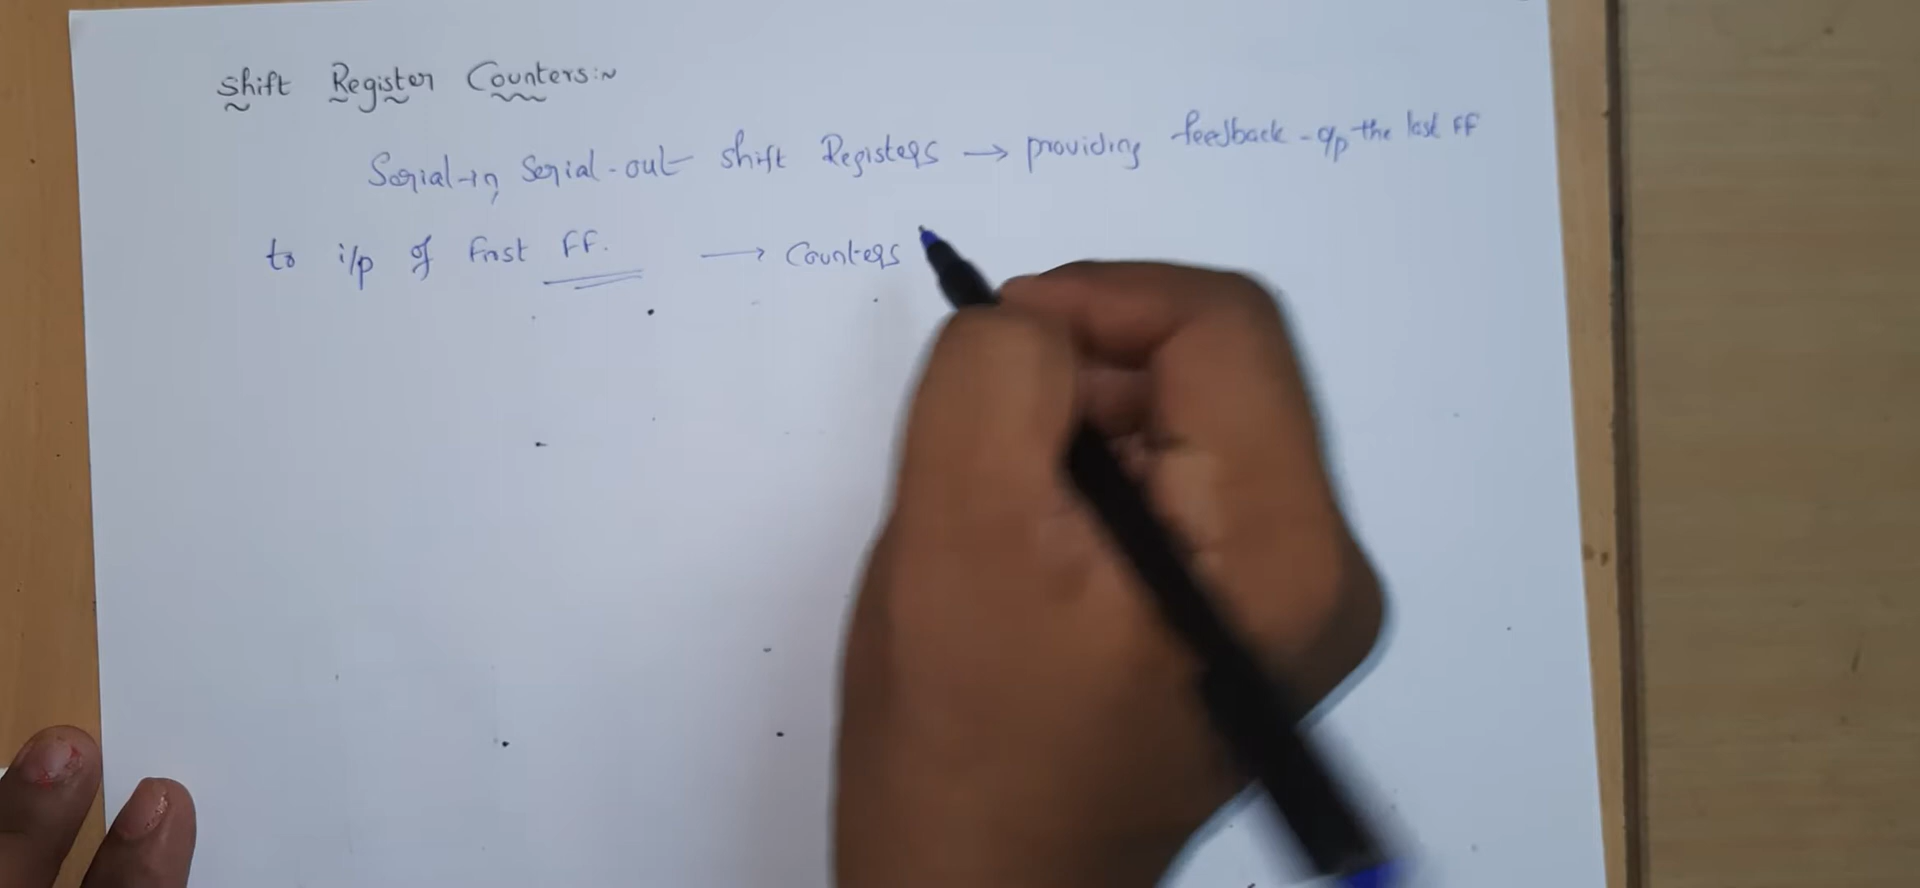 Shift Register Counters:~
Serial-in Serial-out Shift Registers → providing feedback - o/p the last FF
to i/p of First FF. → Counters